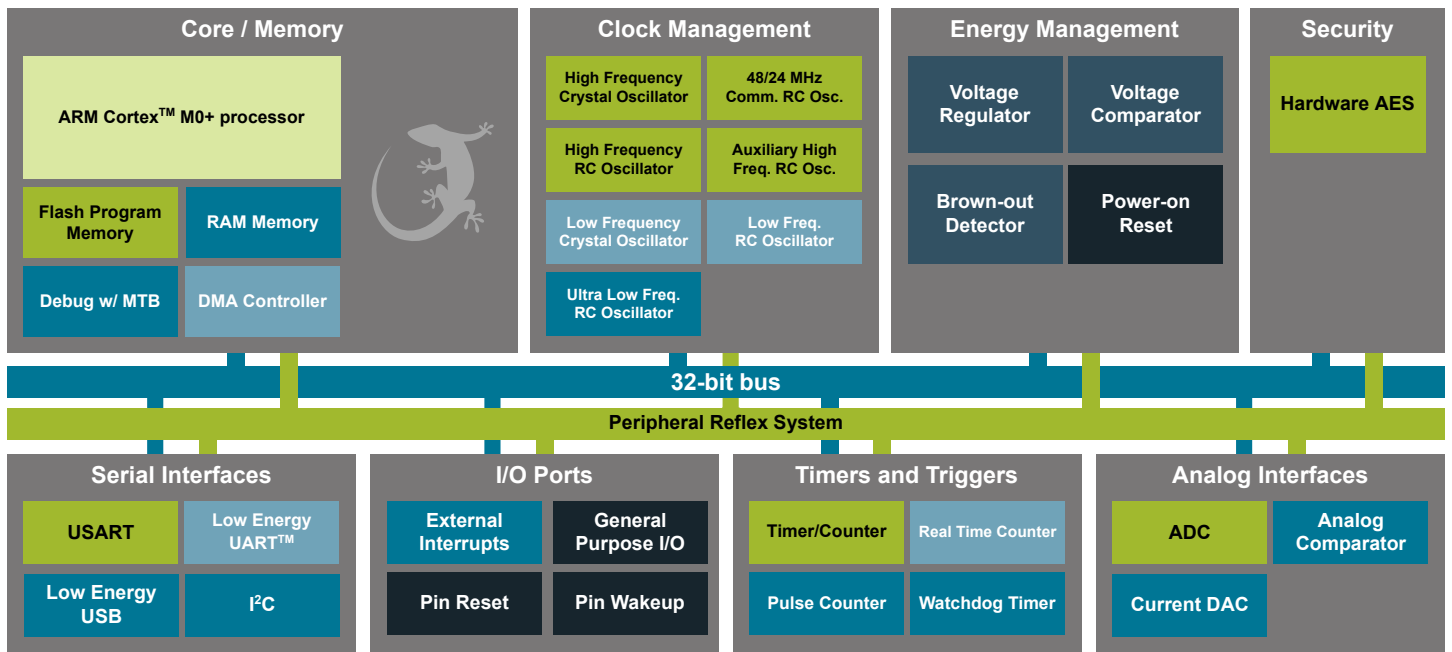 Core / Memory
ARM Cortex™ M0+ processor
Flash Program
Memory
RAM Memory
Debug w/ MTB
DMA Controller
Clock Management
High Frequency
Crystal Oscillator
48/24 MHz
Comm. RC Osc.
High Frequency
RC Oscillator
Auxiliary High
Freq. RC Osc.
Low Frequency
Crystal Oscillator
Low Freq.
RC Oscillator
Ultra Low Freq.
RC Oscillator
Energy Management
Voltage
Regulator
Voltage
Comparator
Brown-out
Detector
Power-on
Reset
Security
Hardware AES
32-bit bus
Peripheral Reflex System
Serial Interfaces
USART
Low Energy
UART™
Low Energy
USB
I²C
I/O Ports
External
Interrupts
General
Purpose I/O
Pin Reset
Pin Wakeup
Timers and Triggers
Timer/Counter
Real Time Counter
Pulse Counter
Watchdog Timer
Analog Interfaces
ADC
Analog
Comparator
Current DAC